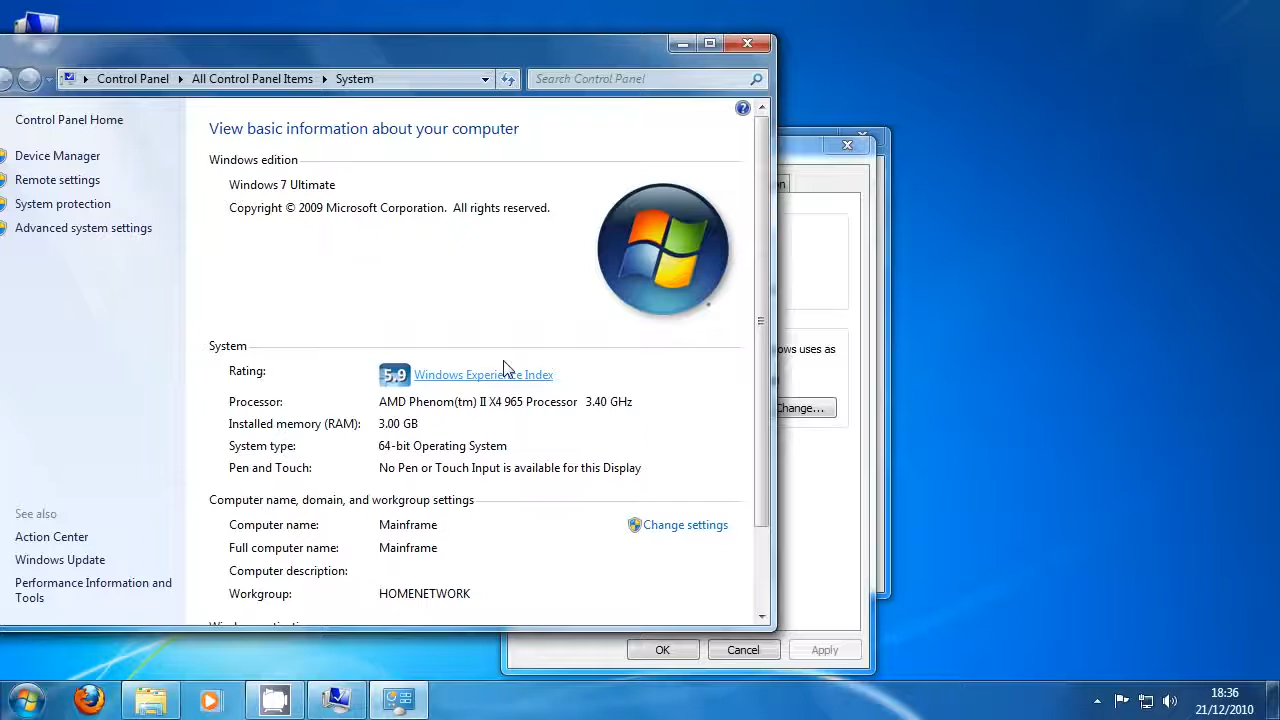 Control Panel
All Control Panel Items
System
Search Control Panel
Control Panel Home
Device Manager
Remote settings
System protection
Advanced system settings
See also
Action Center
Windows Update
Performance Information and
Tools
View basic information about your computer
Windows edition
Windows 7 Ultimate
Copyright © 2009 Microsoft Corporation. All rights reserved.
System
Rating: 5,9 Windows Experience Index
Processor: AMD Phenom(tm) II X4 965 Processor 3.40 GHz
Installed memory (RAM): 3.00 GB
System type: 64-bit Operating System
Pen and Touch: No Pen or Touch Input is available for this Display
Computer name, domain, and workgroup settings
Computer name: Mainframe
Change settings
Full computer name: Mainframe
Computer description:
Workgroup: HOMENETWORK
uses as
Change...
OK
Cancel
Apply
18:36
21/12/2010